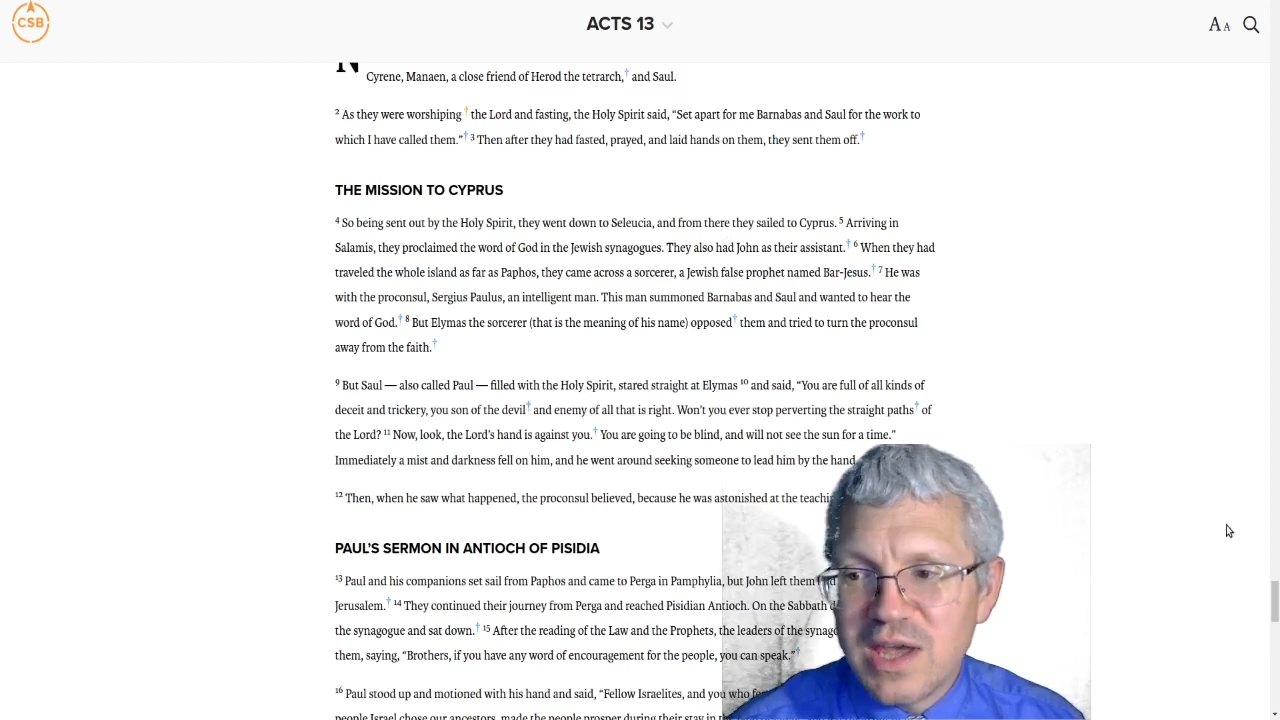 CSB
ACTS 13
AA
Cyrene, Manaen, a close friend of Herod the tetrarch,† and Saul.
2 As they were worshiping † the Lord and fasting, the Holy Spirit said, “Set apart for me Barnabas and Saul for the work to
which I have called them.”† 3 Then after they had fasted, prayed, and laid hands on them, they sent them off.†
THE MISSION TO CYPRUS
4 So being sent out by the Holy Spirit, they went down to Seleucia, and from there they sailed to Cyprus. 5 Arriving in
Salamis, they proclaimed the word of God in the Jewish synagogues. They also had John as their assistant.† 6 When they had
traveled the whole island as far as Paphos, they came across a sorcerer, a Jewish false prophet named Bar-Jesus.† 7 He was
with the proconsul, Sergius Paulus, an intelligent man. This man summoned Barnabas and Saul and wanted to hear the
word of God.† 8 But Elymas the sorcerer (that is the meaning of his name) opposed† them and tried to turn the proconsul
away from the faith.†
9 But Saul — also called Paul — filled with the Holy Spirit, stared straight at Elymas 10 and said, “You are full of all kinds of
deceit and trickery, you son of the devil† and enemy of all that is right. Won’t you ever stop perverting the straight paths† of
the Lord? 11 Now, look, the Lord’s hand is against you.† You are going to be blind, and will not see the sun for a time.”
Immediately a mist and darkness fell on him, and he went around seeking someone to lead him by the hand
12 Then, when he saw what happened, the proconsul believed, because he was astonished at the
PAUL’S SERMON IN ANTIOCH OF PISIDIA
13 Paul and his companions set sail from Paphos and came to Perga in Pamphylia, but John left them
Jerusalem.† 14 They continued their journey from Perga and reached Pisidian Antioch. On the Sabbath
the synagogue and sat down.† 15 After the reading of the Law and the Prophets, the leaders of the
them, saying, “Brothers, if you have any word of encouragement for the people, you can speak.”†
16 Paul stood up and motioned with his hand and said, “Fellow Israelites, and you who
people Israel chose our ancestors, made the people prosper during their stay in